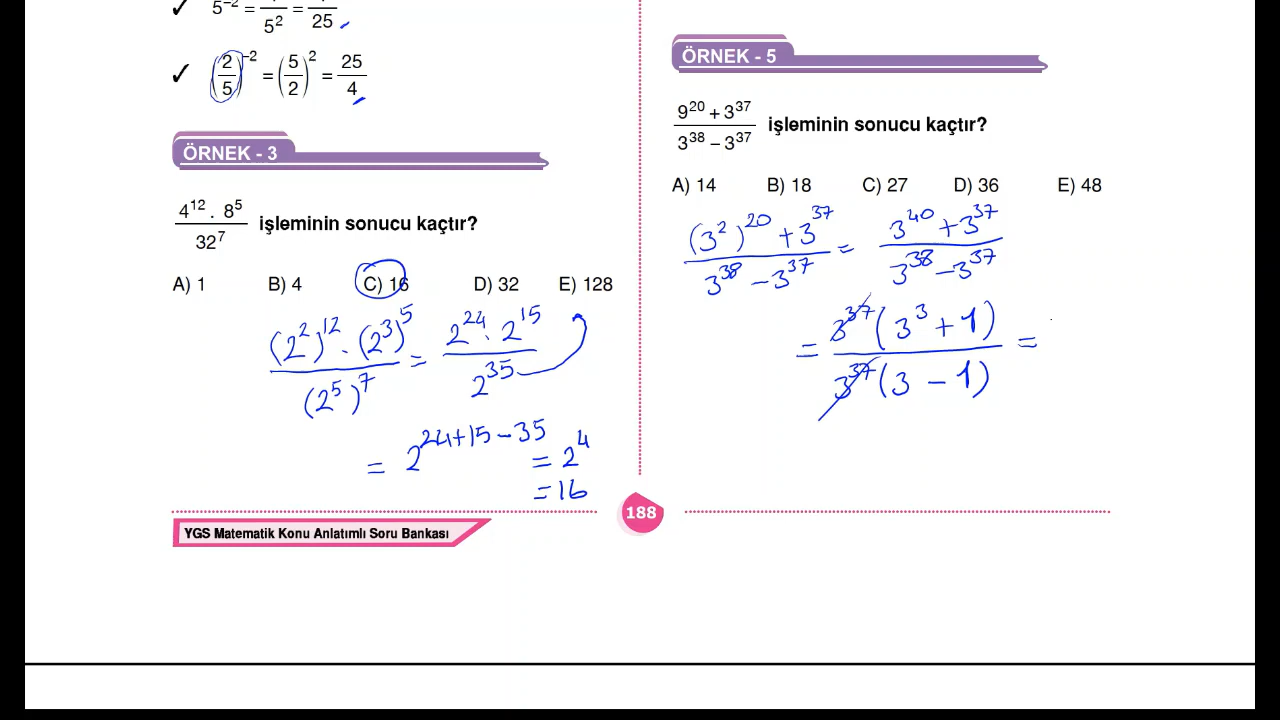 ✓ 5⁻² = 1/5² = 1/25
✓ (2/5)⁻² = (5/2)² = 25/4
ÖRNEK - 3
4¹² . 8⁵ / 32⁷ işleminin sonucu kaçtır?
A) 1 B) 4 C) 16 D) 32 E) 128
(2²)¹² . (2³)⁵ / (2⁵)⁷ = 2²⁴ . 2¹⁵ / 2³⁵
= 2²⁴⁺¹⁵⁻³⁵ = 2⁴
= 16
ÖRNEK - 5
9²⁰ + 3³⁷ / 3³⁸ – 3³⁷ işleminin sonucu kaçtır?
A) 14 B) 18 C) 27 D) 36 E) 48
(3²)²⁰ + 3³⁷ / 3³⁸ – 3³⁷ = 3⁴⁰ + 3³⁷ / 3³⁸ – 3³⁷
= 3³⁷ (3³ + 1) / 3³⁷ (3 – 1) =
188
YGS Matematik Konu Anlatımlı Soru Bankası